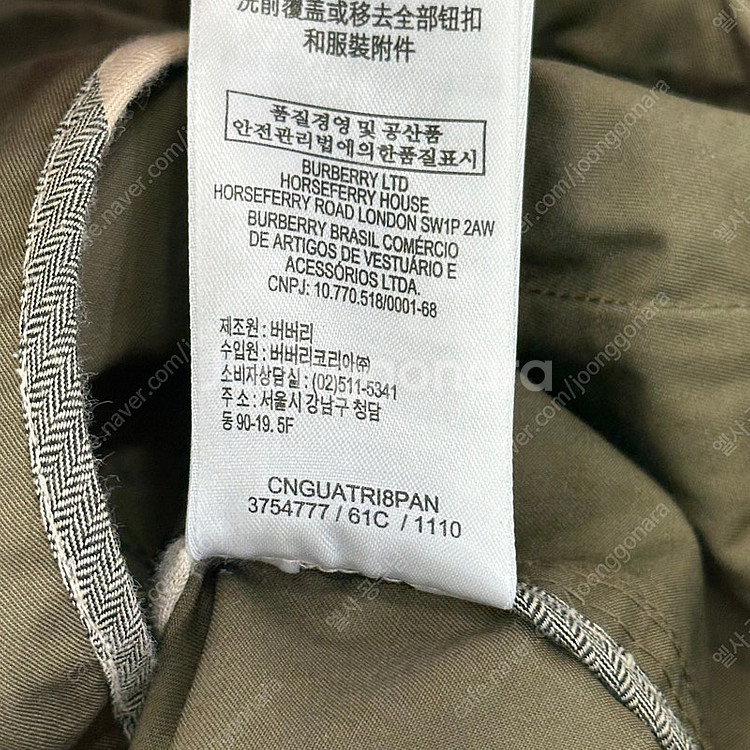 洗前覆盖或移去全部钮扣
和服裝附件
품질경영 및 공산품
안전관리법에의한품질표시
BURBERRY LTD
HORSEFERRY HOUSE
HORSEFERRY ROAD LONDON SW1P 2AW
BURBERRY BRASIL COMÉRCIO
DE ARTIGOS DE VESTUÁRIO E
ACESSÓRIOS LTDA.
CNPJ: 10.770.518/0001-68
제조원 : 버버리
수입원 : 버버리코리아㈜
소비자상담실 : (02)511-5341
주 소 : 서울시 강남구 청담
동 90-19. 5F
CNGUATRI8PAN
3754777 / 61C / 1110
joonggonara